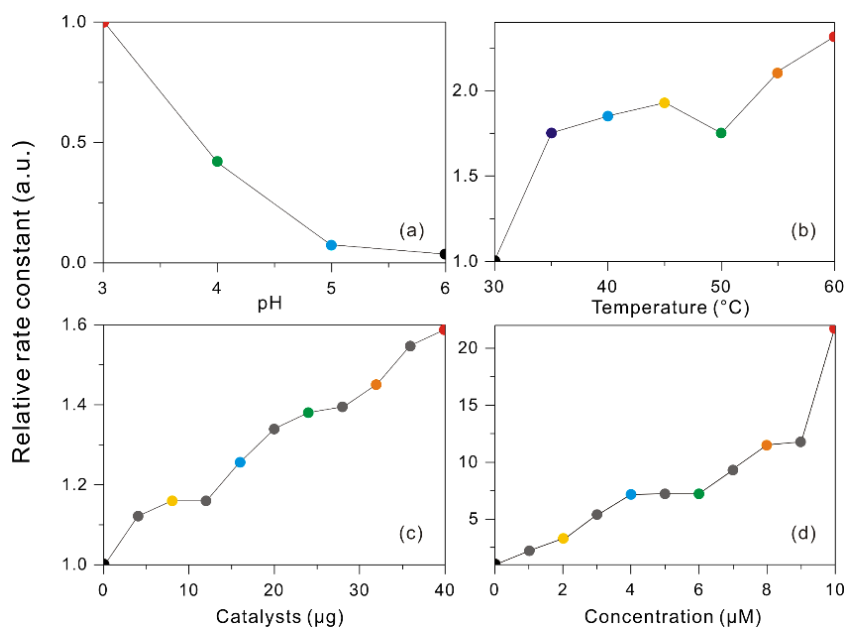 Relative rate constant (a.u.)
1.0
0.5
0.0
3 4 5 6
pH
(a)
2.0
1.5
1.0
30 40 50 60
Temperature (°C)
(b)
1.6
1.4
1.2
1.0
0 10 20 30 40
Catalysts (μg)
(c)
20
15
10
5
0 2 4 6 8 10
Concentration (μM)
(d)